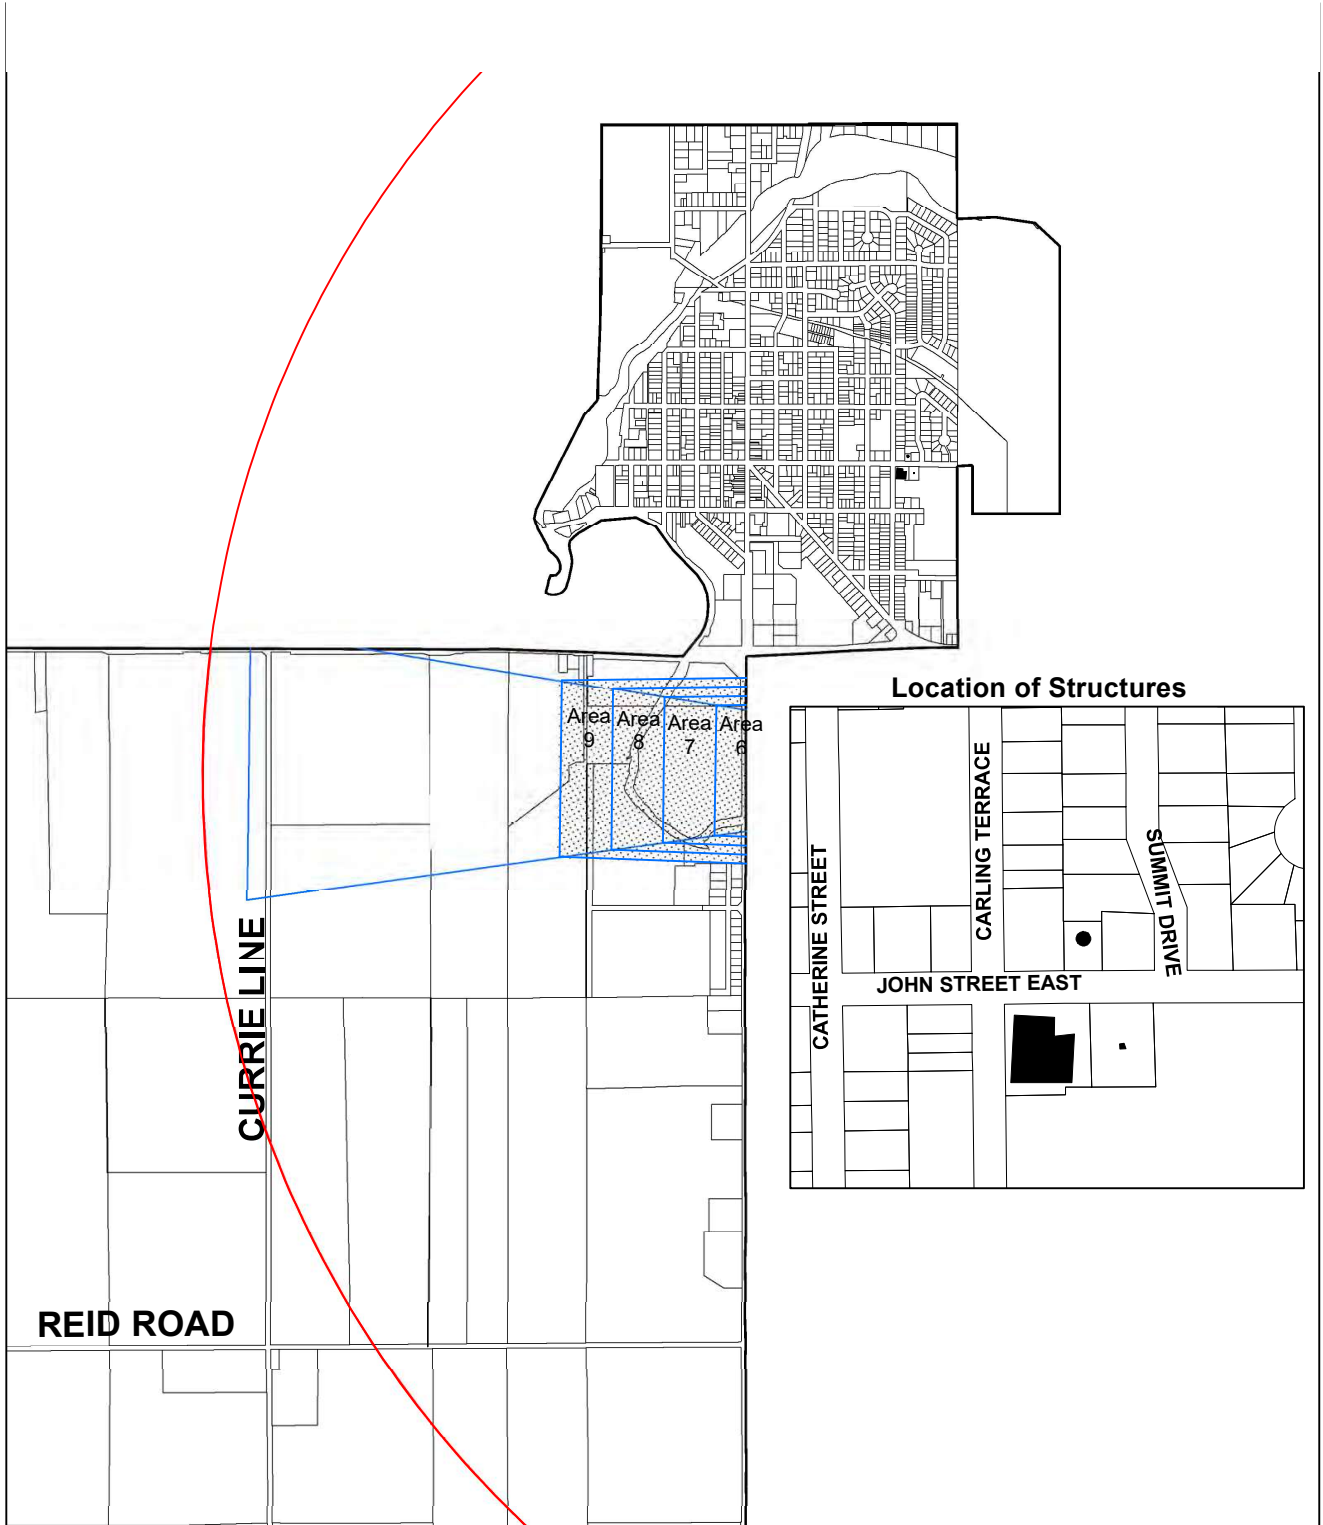 Location of Structures
Area
9
Area
8
Area
7
Area
6
CATHERINE STREET
CARLING TERRACE
SUMMIT DRIVE
JOHN STREET EAST
CURRIE LINE
REID ROAD